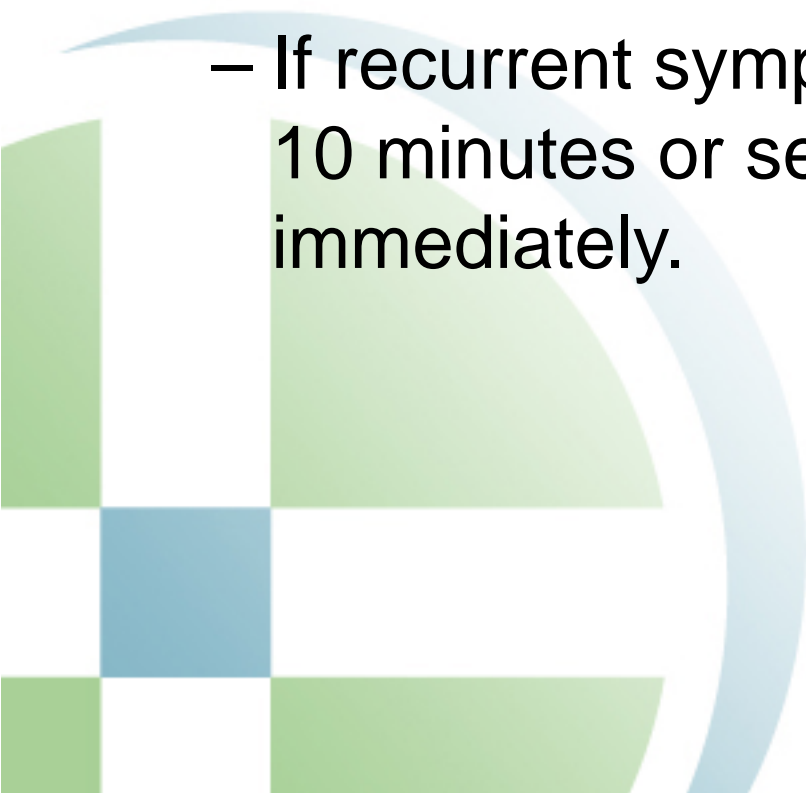 – If recurrent symp
10 minutes or se
immediately.